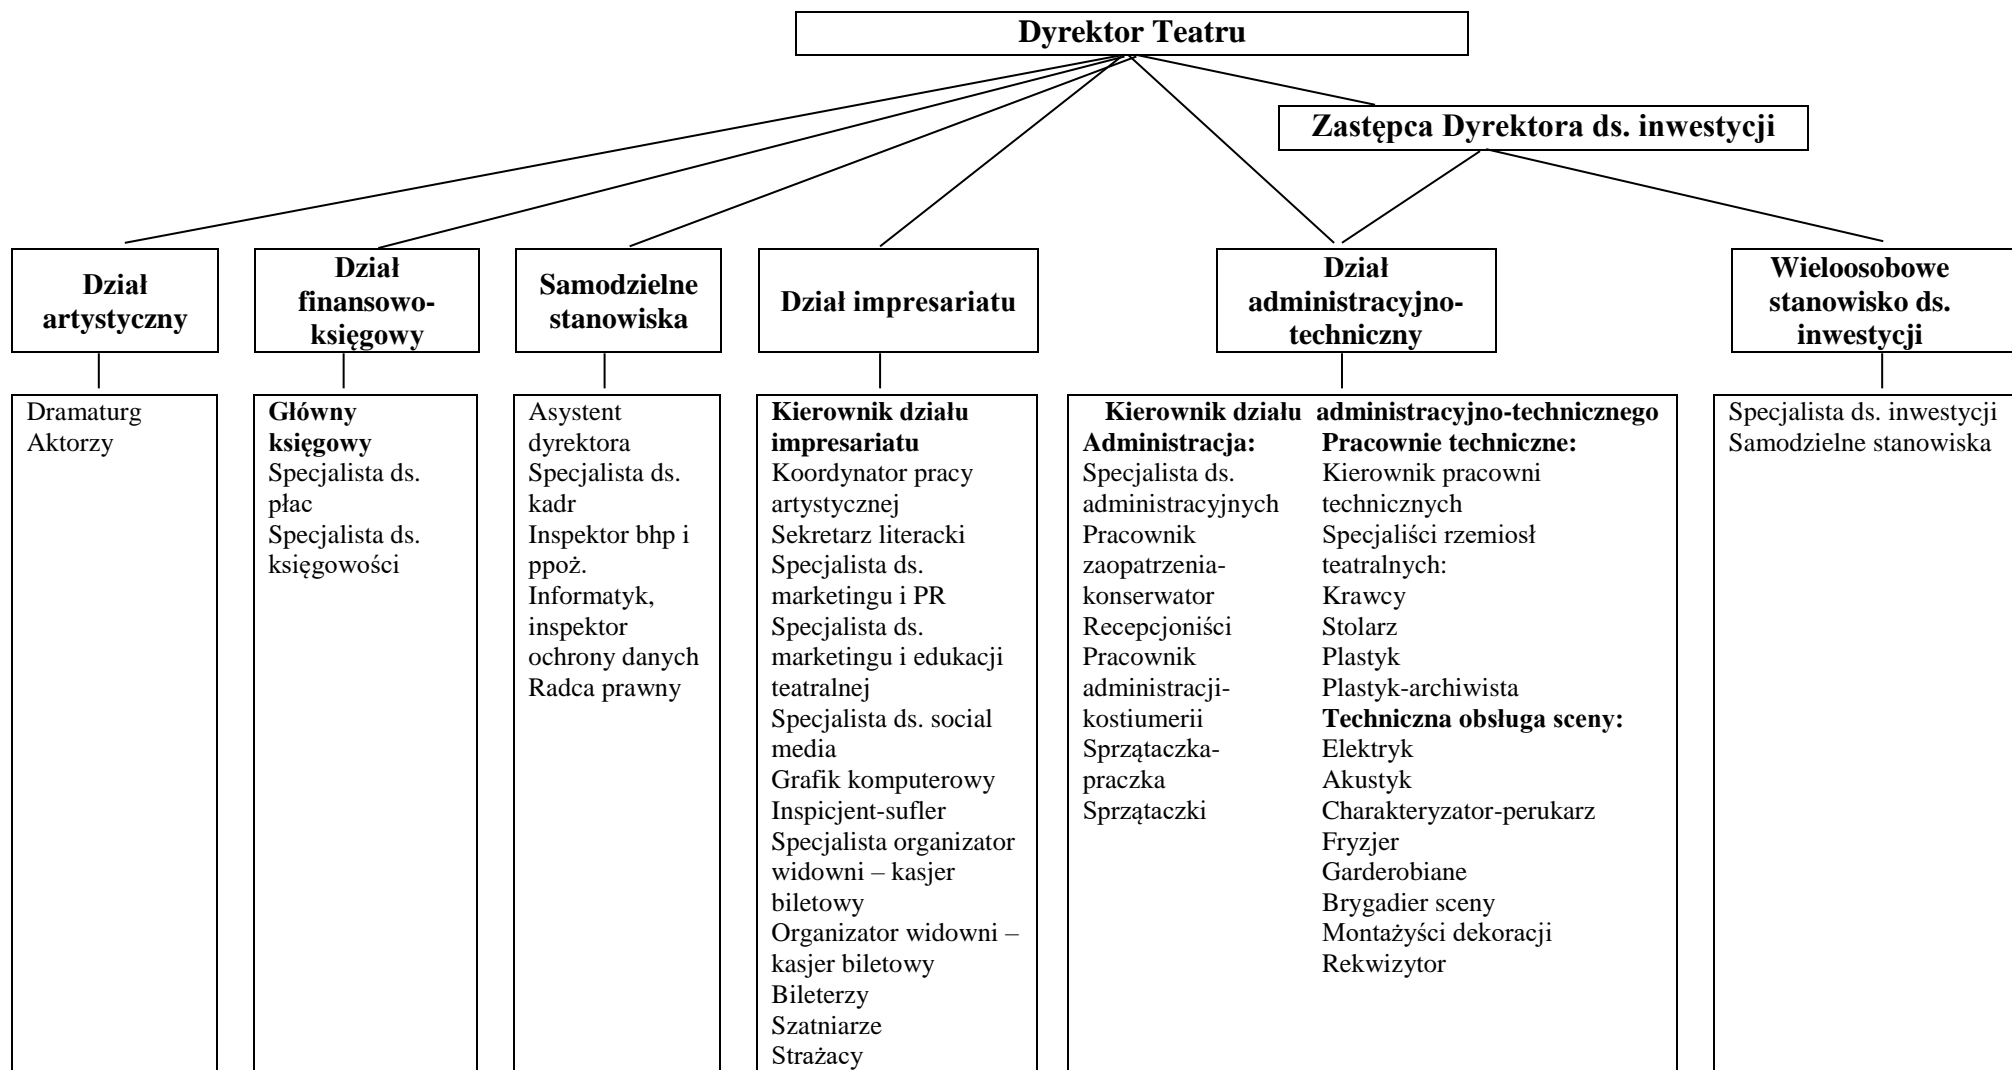 Dyrektor Teatru
Zastępca Dyrektora ds. inwestycji
Dział
artystyczny
Dział
finansowo-
księgowy
Samodzielne
stanowiska
Dział impresariatu
Dział
administracyjno-
techniczny
Wieloosobowe
stanowisko ds.
inwestycji
Dramaturg
Aktorzy
Główny
księgowy
Specjalista ds.
płac
Specjalista ds.
księgowości
Asystent
dyrektora
Specjalista ds.
kadr
Inspektor bhp i
ppoż.
Informatyk,
inspektor
ochrony danych
Radca prawny
Kierownik działu
impresariatu
Koordynator pracy
artystycznej
Sekretarz literacki
Specjalista ds.
marketingu i PR
Specjalista ds.
marketingu i edukacji
teatralnej
Specjalista ds. social
media
Grafik komputerowy
Inspicjent-sufler
Specjalista organizator
widowni – kasjer
biletowy
Organizator widowni –
kasjer biletowy
Bileterzy
Szatniarze
Strażacy
Kierownik działu administracyjno-technicznego
Administracja:
Specjalista ds.
administracyjnych
Pracownik
zaopatrzenia-
konserwator
Recepcjoniści
Pracownik
administracji-
kostiumerii
Sprzątaczka-
praczka
Sprzątaczki
Pracownie techniczne:
Kierownik pracowni
technicznych
Specjaliści rzemiosł
teatralnych:
Krawcy
Stolarz
Plastyk
Plastyk-archiwista
Techniczna obsługa sceny:
Elektryk
Akustyk
Charakteryzator-perukarz
Fryzjer
Garderobiane
Brygadier sceny
Montażyści dekoracji
Rekwizytor
Specjalista ds. inwestycji
Samodzielne stanowiska